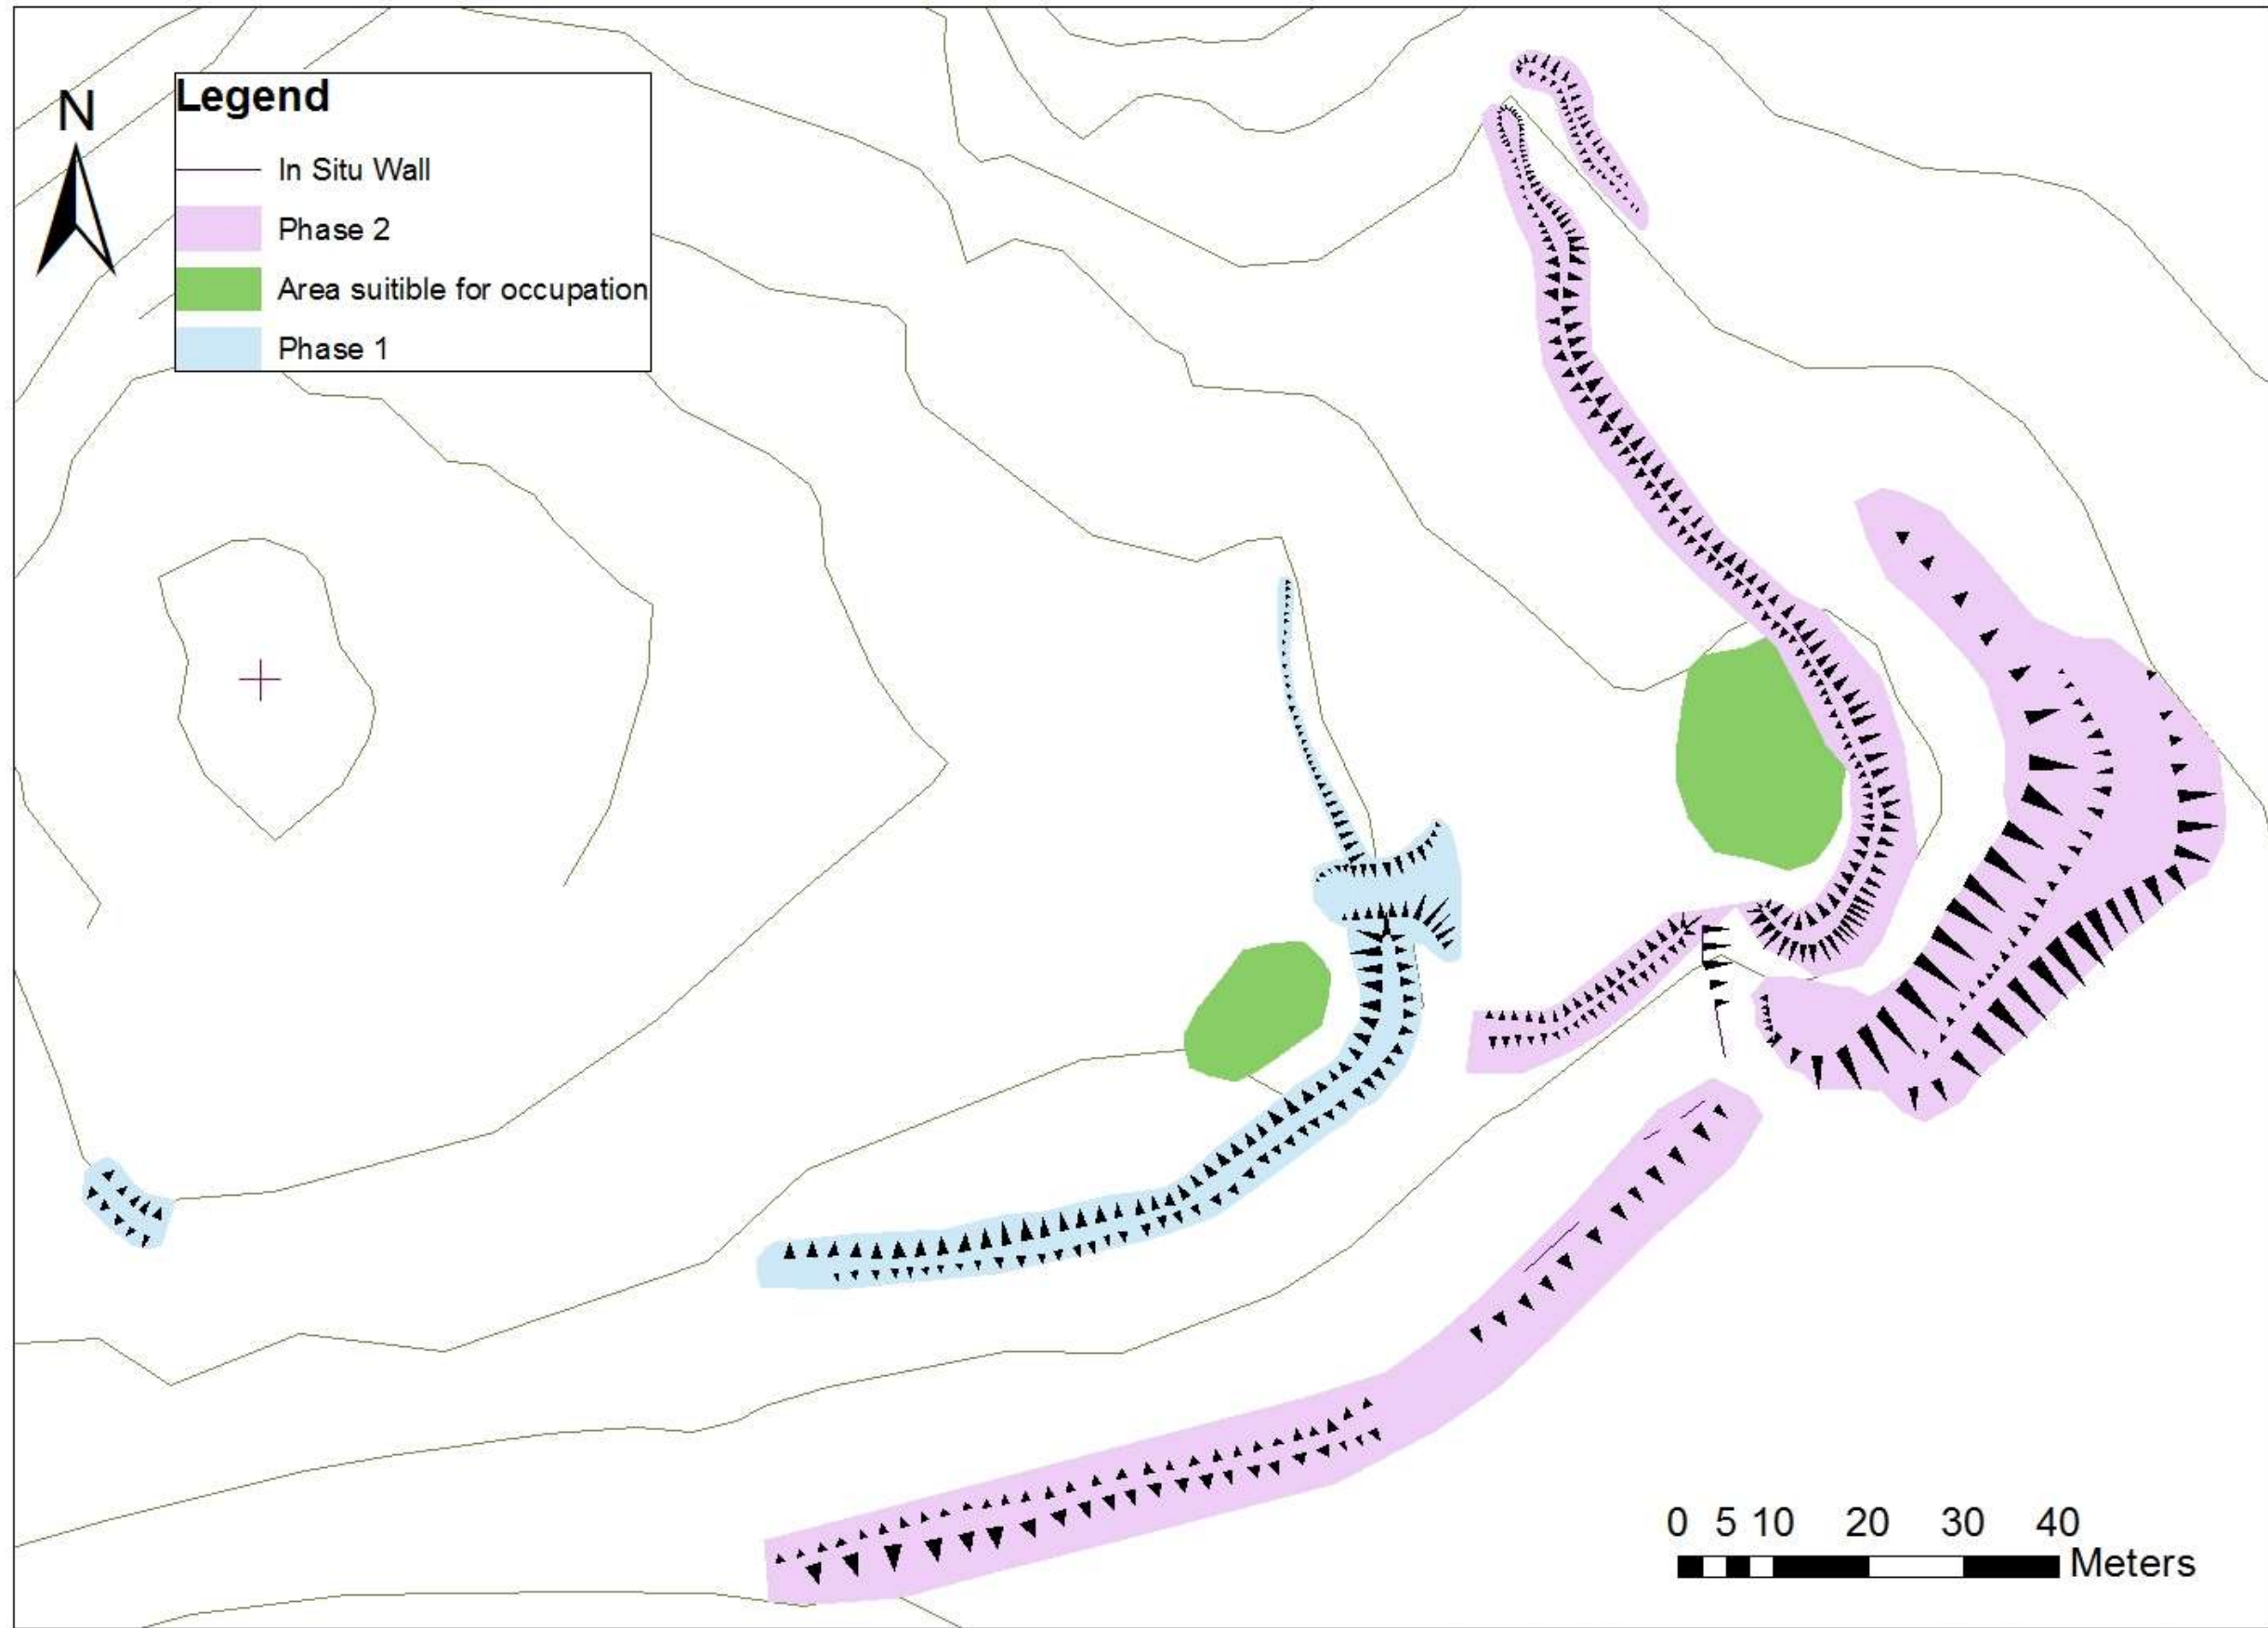 Legend
N
In Situ Wall
Phase 2
Area suitible for occupation
Phase 1
0 5 10 20 30 40
Meters